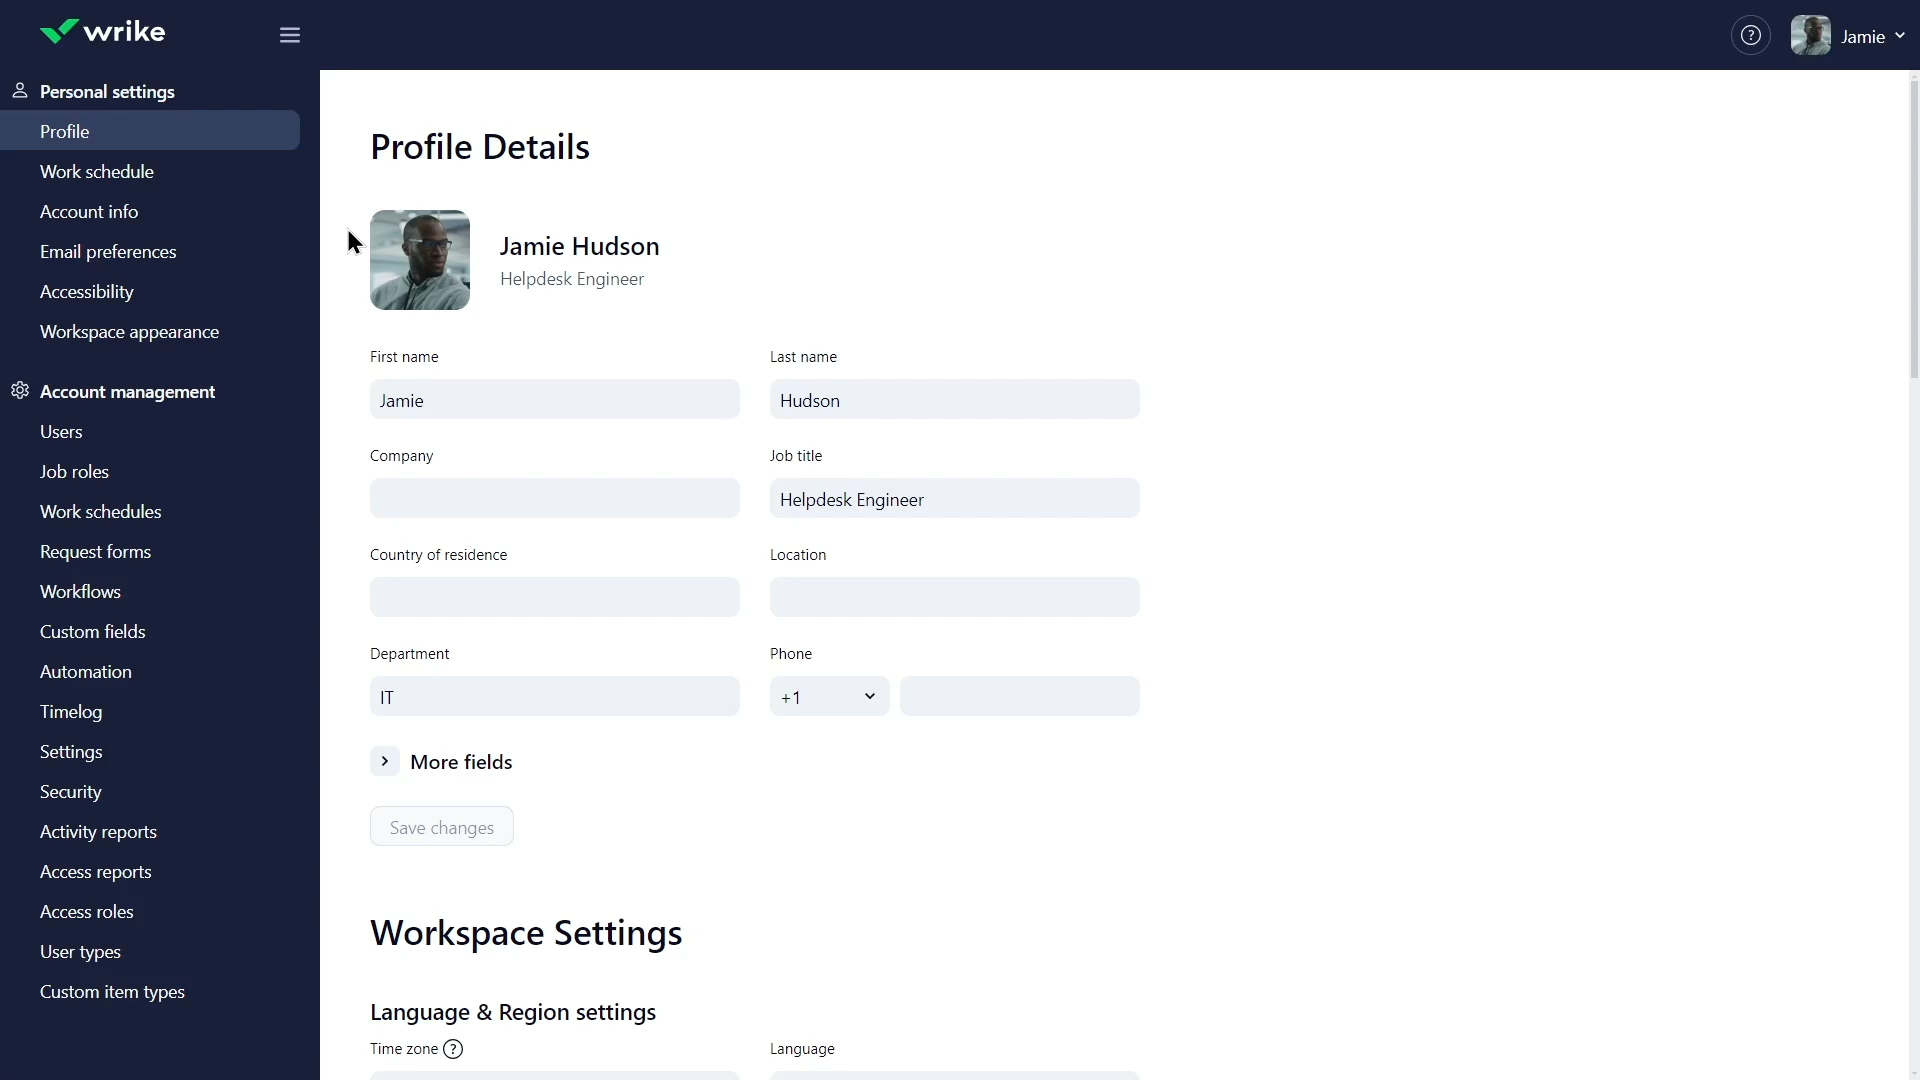 wrike
? Jamie
Personal settings
Profile
Work schedule
Account info
Email preferences
Accessibility
Workspace appearance
Account management
Users
Job roles
Work schedules
Request forms
Workflows
Custom fields
Automation
Timelog
Settings
Security
Activity reports
Access reports
Access roles
User types
Custom item types
Profile Details
Jamie Hudson
Helpdesk Engineer
First name Last name
Jamie Hudson
Company Job title
Helpdesk Engineer
Country of residence Location
Department Phone
IT +1
More fields
Save changes
Workspace Settings
Language & Region settings
Time zone ? Language